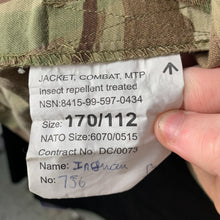 JACKET, COMBAT, MTP
Insect repellent treated
NSN:8415-99-597-0434
Size: 170/112
NATO Size:6070/0515
Contract No: DC/0073
Name:
No: 756